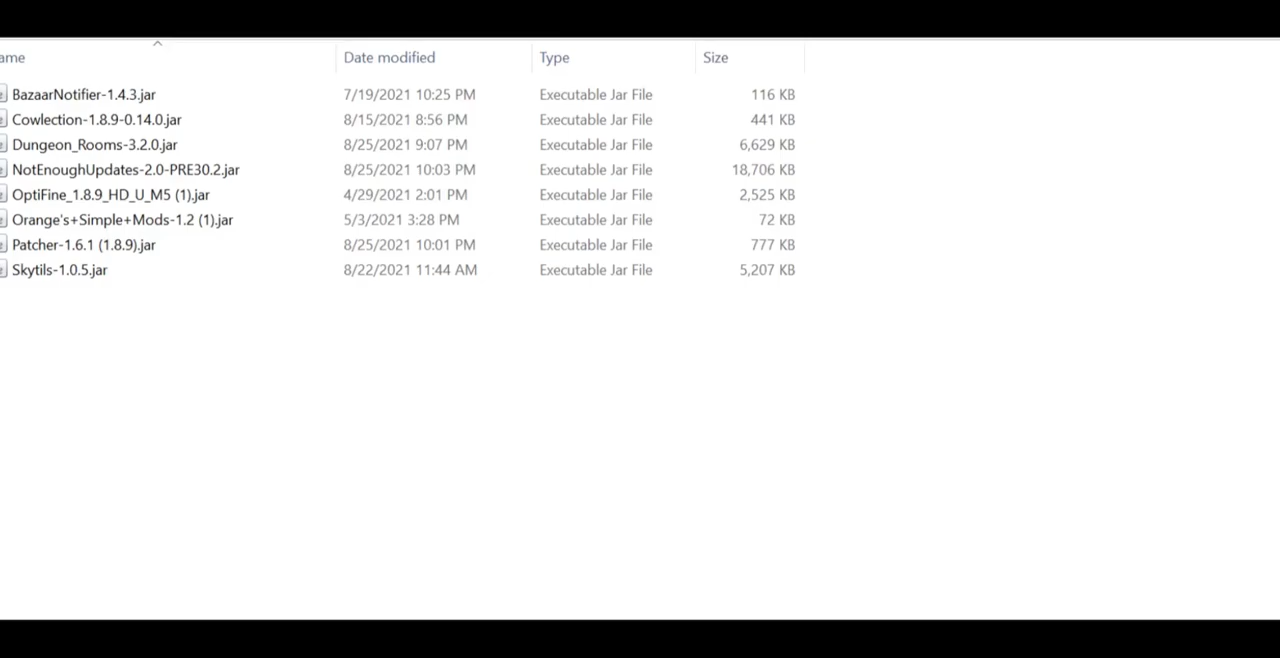 ame Date modified Type Size
BazaarNotifier-1.4.3.jar 7/19/2021 10:25 PM Executable Jar File 116 KB
Cowlection-1.8.9-0.14.0.jar 8/15/2021 8:56 PM Executable Jar File 441 KB
Dungeon_Rooms-3.2.0.jar 8/25/2021 9:07 PM Executable Jar File 6,629 KB
NotEnoughUpdates-2.0-PRE30.2.jar 8/25/2021 10:03 PM Executable Jar File 18,706 KB
OptiFine_1.8.9_HD_U_M5 (1).jar 4/29/2021 2:01 PM Executable Jar File 2,525 KB
Orange's+Simple+Mods-1.2 (1).jar 5/3/2021 3:28 PM Executable Jar File 72 KB
Patcher-1.6.1 (1.8.9).jar 8/25/2021 10:01 PM Executable Jar File 777 KB
Skytils-1.0.5.jar 8/22/2021 11:44 AM Executable Jar File 5,207 KB